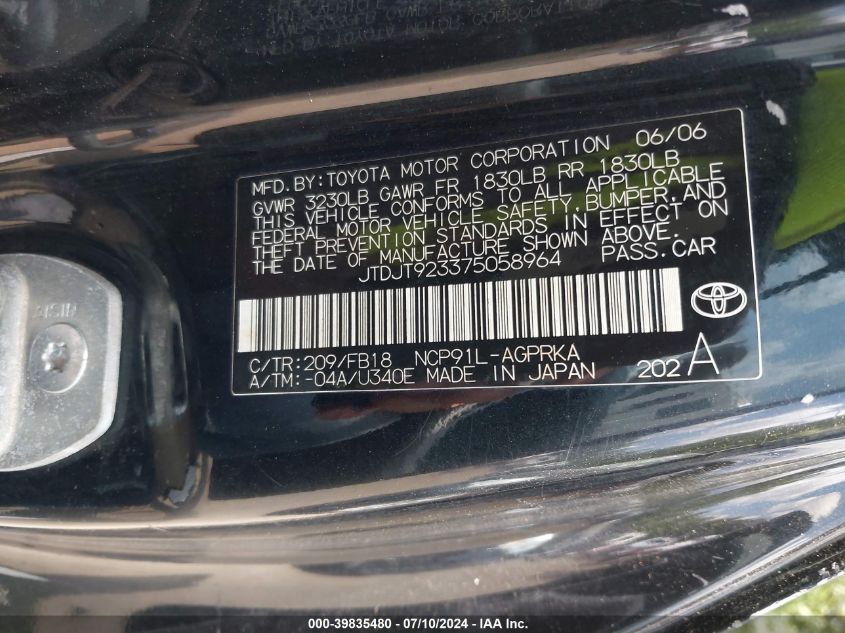 MFD. BY: TOYOTA MOTOR CORPORATION 06/06
GVWR 3230LB GAWR FR 1830LB RR 1830LB
THIS VEHICLE CONFORMS TO ALL APPLICABLE
FEDERAL MOTOR VEHICLE SAFETY, BUMPER, AND
THEFT PREVENTION STANDARDS IN EFFECT ON
THE DATE OF MANUFACTURE SHOWN ABOVE.
JTDJT923375058964 PASS. CAR
C/TR: 209/FB18 NCP91L-AGPRKA
A/TM: -04A/U340E MADE IN JAPAN 202 A
AISIN
000-39835480 - 07/10/2024 - IAA Inc.